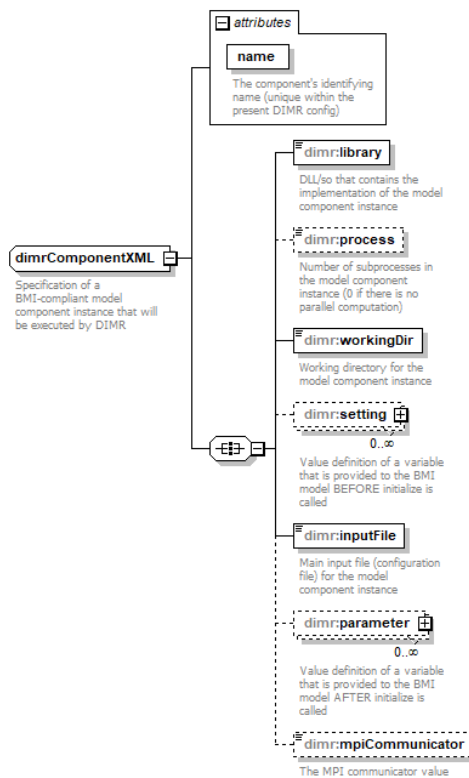 attributes
name
The component's identifying
name (unique within the
present DIMR config)
dimr:library
DLL/so that contains the
implementation of the model
component instance
dimrComponentXML
Specification of a
BMI-compliant model
component instance that will
be executed by DIMR
dimr:process
Number of subprocesses in
the model component
instance (0 if there is no
parallel computation)
dimr:workingDir
Working directory for the
model component instance
dimr:setting
0..∞
Value definition of a variable
that is provided to the BMI
model BEFORE initialize is
called
dimr:inputFile
Main input file (configuration
file) for the model
component instance
dimr:parameter
0..∞
Value definition of a variable
that is provided to the BMI
model AFTER initialize is
called
dimr:mpiCommunicator
The MPI communicator value